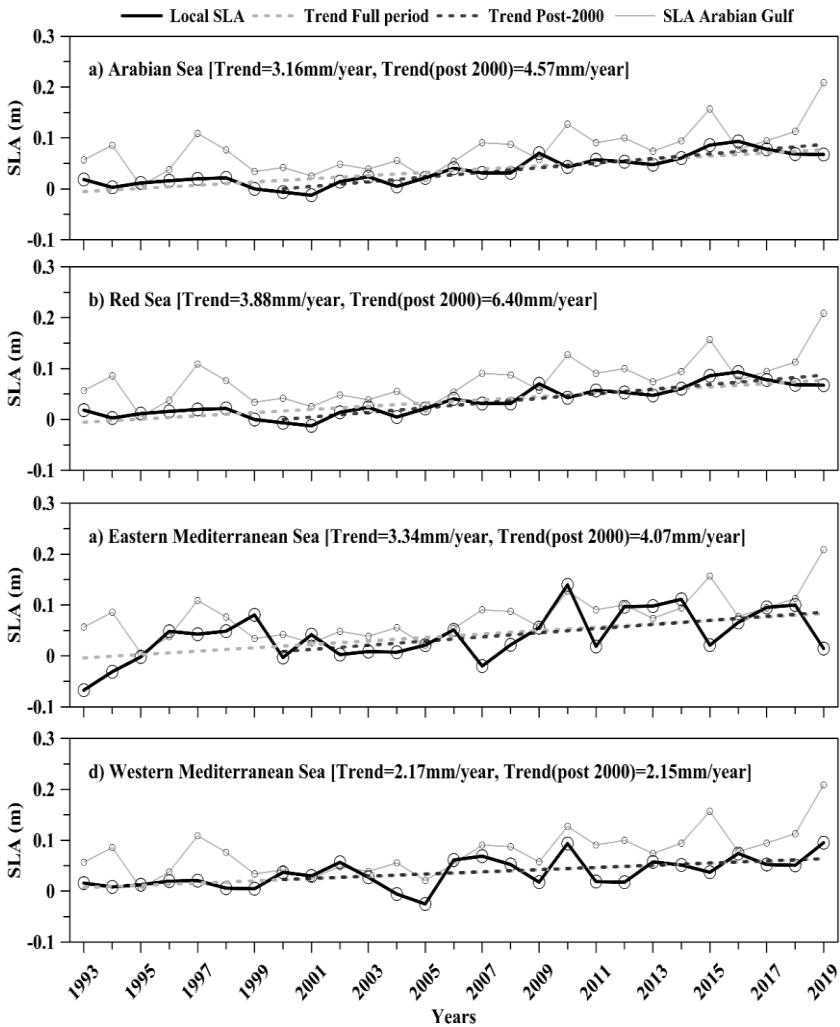 Local SLA Trend Full period Trend Post-2000 SLA Arabian Gulf
0.3
a) Arabian Sea [Trend=3.16mm/year, Trend(post 2000)=4.57mm/year]
0.2
SLA (m)
0.1
0
-0.1
0.3
b) Red Sea [Trend=3.88mm/year, Trend(post 2000)=6.40mm/year]
0.2
SLA (m)
0.1
0
-0.1
0.3
a) Eastern Mediterranean Sea [Trend=3.34mm/year, Trend(post 2000)=4.07mm/year]
0.2
SLA (m)
0.1
0
-0.1
0.3
d) Western Mediterranean Sea [Trend=2.17mm/year, Trend(post 2000)=2.15mm/year]
0.2
SLA (m)
0.1
0
-0.1
1993 1995 1997 1999 2001 2003 2005 2007 2009 2011 2013 2015 2017 2019
Years